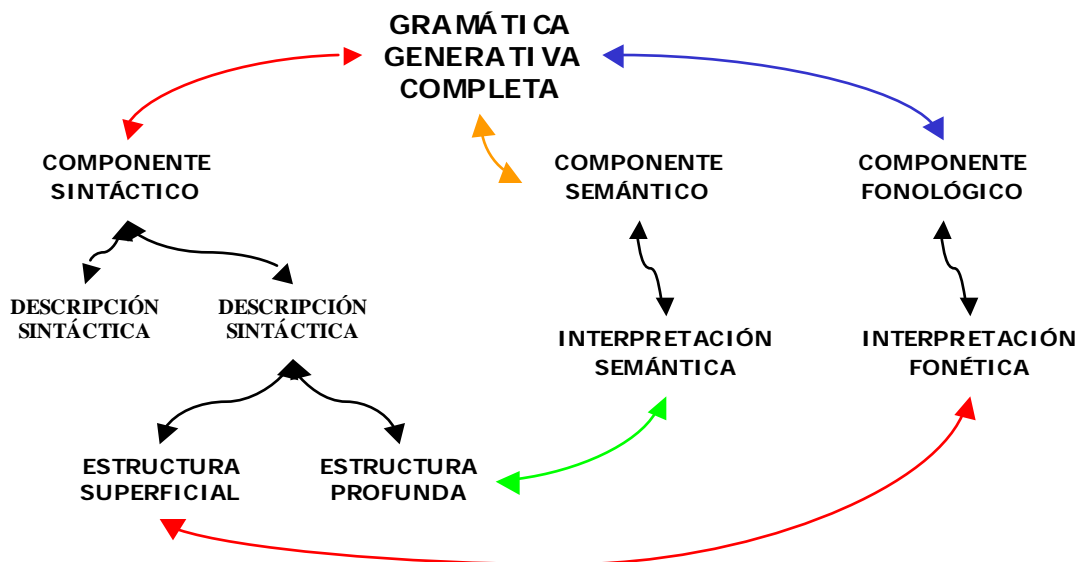 GRAMÁTICA
GENERATIVA
COMPLETA
COMPONENTE
SINTÁCTICO
COMPONENTE
SEMÁNTICO
COMPONENTE
FONOLÓGICO
DESCRIPCIÓN
SINTÁCTICA
DESCRIPCIÓN
SINTÁCTICA
INTERPRETACIÓN
SEMÁNTICA
INTERPRETACIÓN
FONÉTICA
ESTRUCTURA
SUPERFICIAL
ESTRUCTURA
PROFUNDA